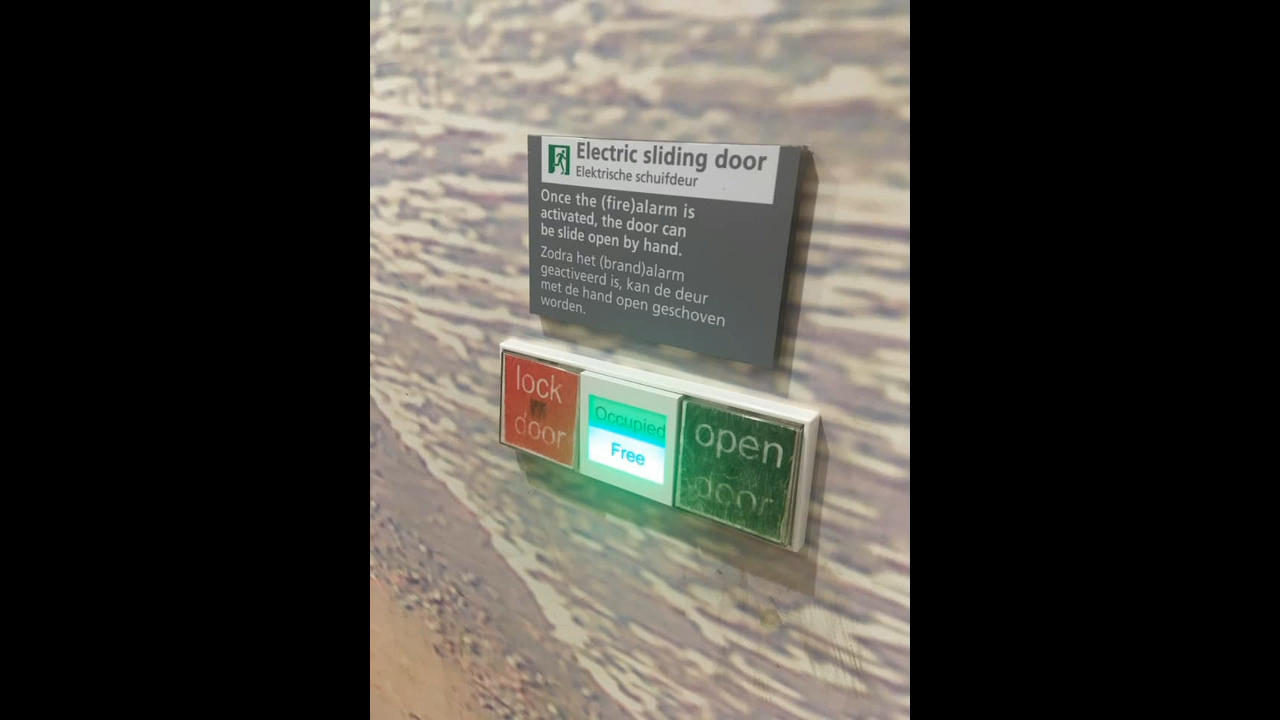 Electric sliding door
Elektrische schuifdeur
Once the (fire)alarm is
activated, the door can
be slide open by hand.
Zodra het (brand)alarm
geactiveerd is, kan de deur
met de hand open geschoven
worden.
lock
door
Occupied
Free
open
door